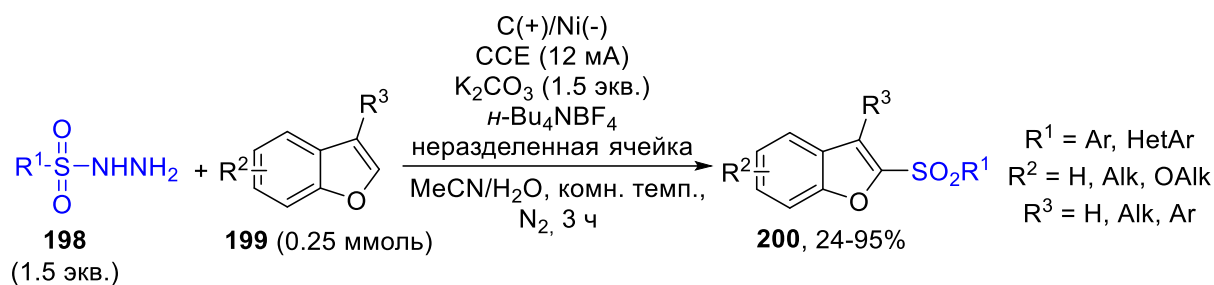 C(+)/Ni(-)
CCE (12 мА)
K₂CO₃ (1.5 экв.)
n-Bu₄NBF₄
неразделенная ячейка
MeCN/H₂O, комн. темп.,
N₂, 3 ч
R¹
O
S
O
NHNH₂
198
(1.5 экв.)
+
R²
R³
O
199 (0.25 ммоль)
R²
R³
O
SO₂R¹
200, 24-95%
R¹ = Ar, HetAr
R² = H, Alk, OAlk
R³ = H, Alk, Ar